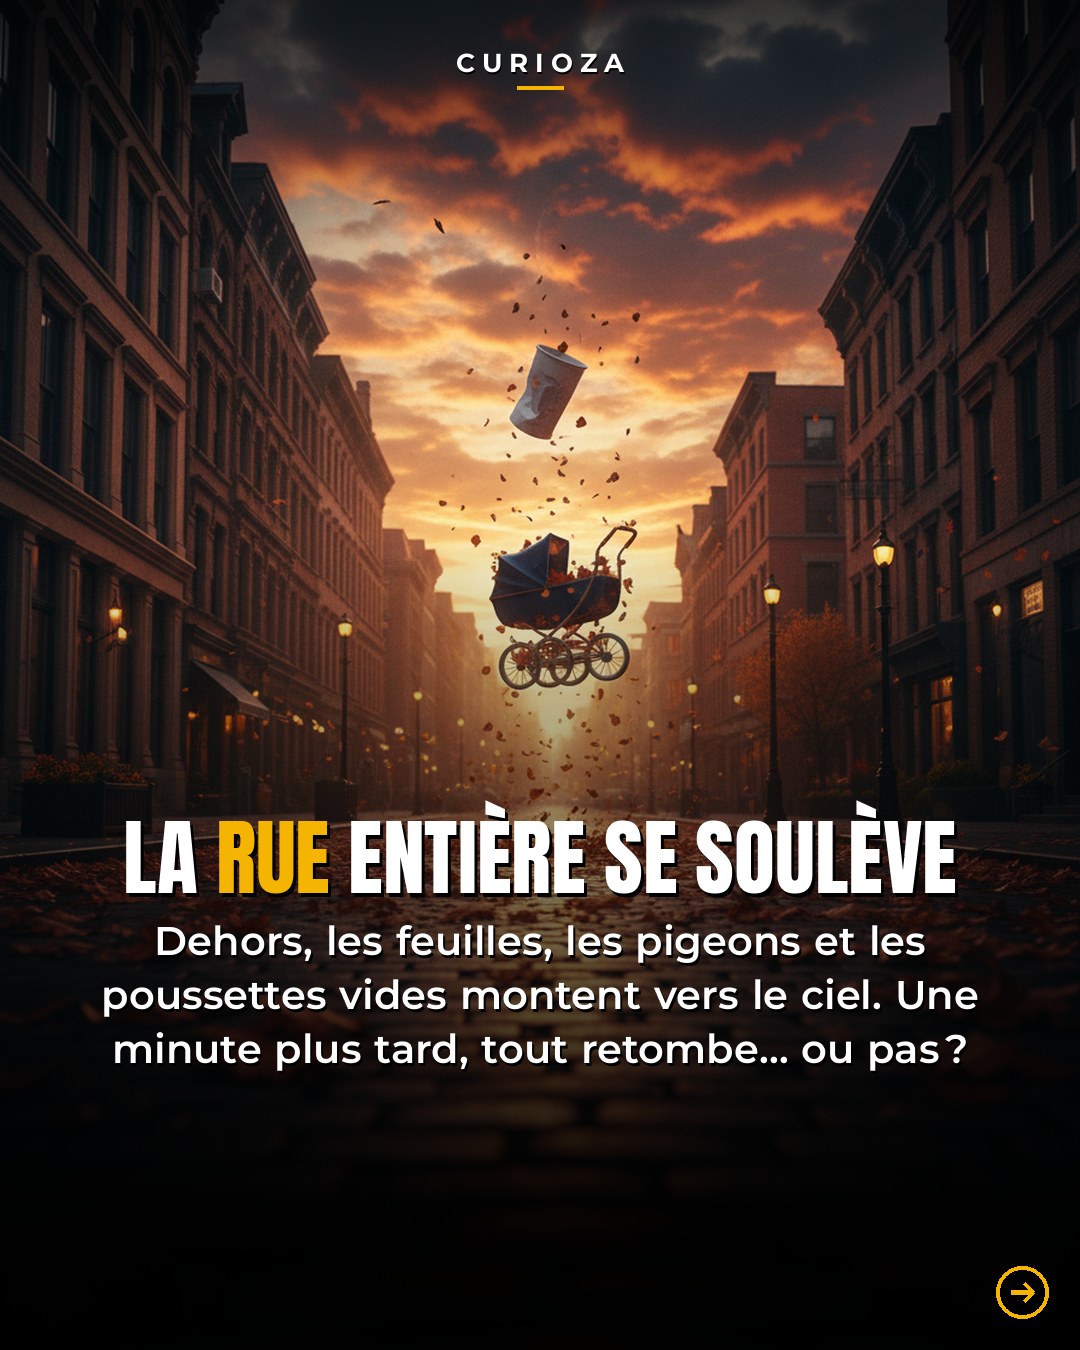 CURIOZA
LA RUE ENTIÈRE SE SOULÈVE
Dehors, les feuilles, les pigeons et les
poussettes vides montent vers le ciel. Une
minute plus tard, tout retombe... ou pas ?